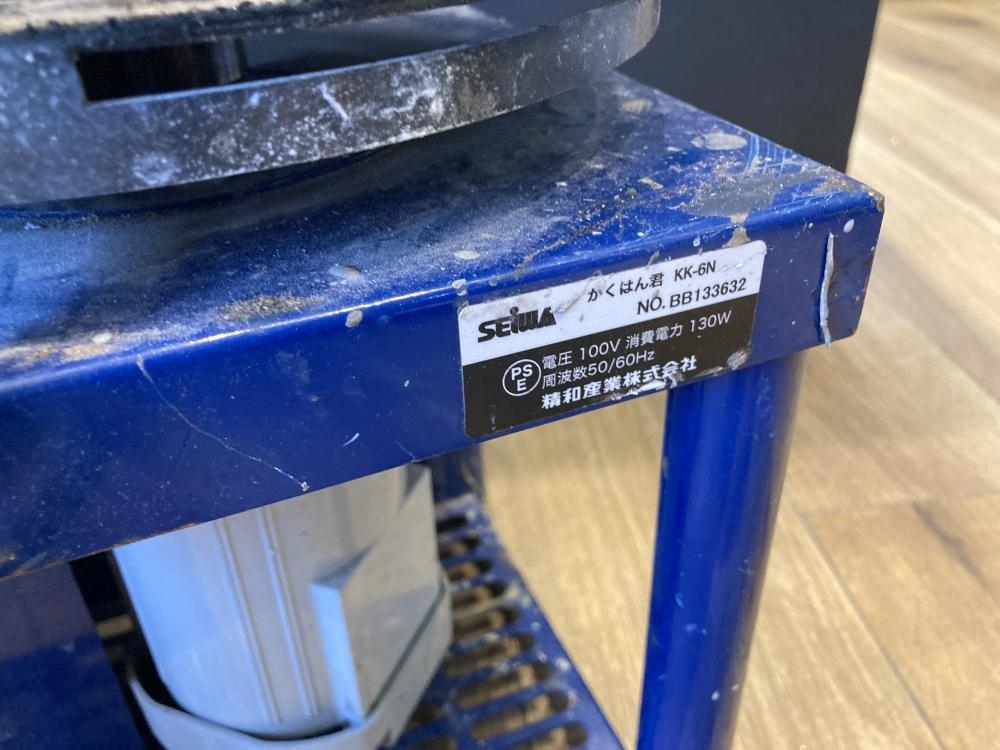 かくはん君 KK-6N
SEIWA NO.BB133632
PSE 電圧 100V 消費電力 130W
周波数50/60Hz
精和産業株式会社